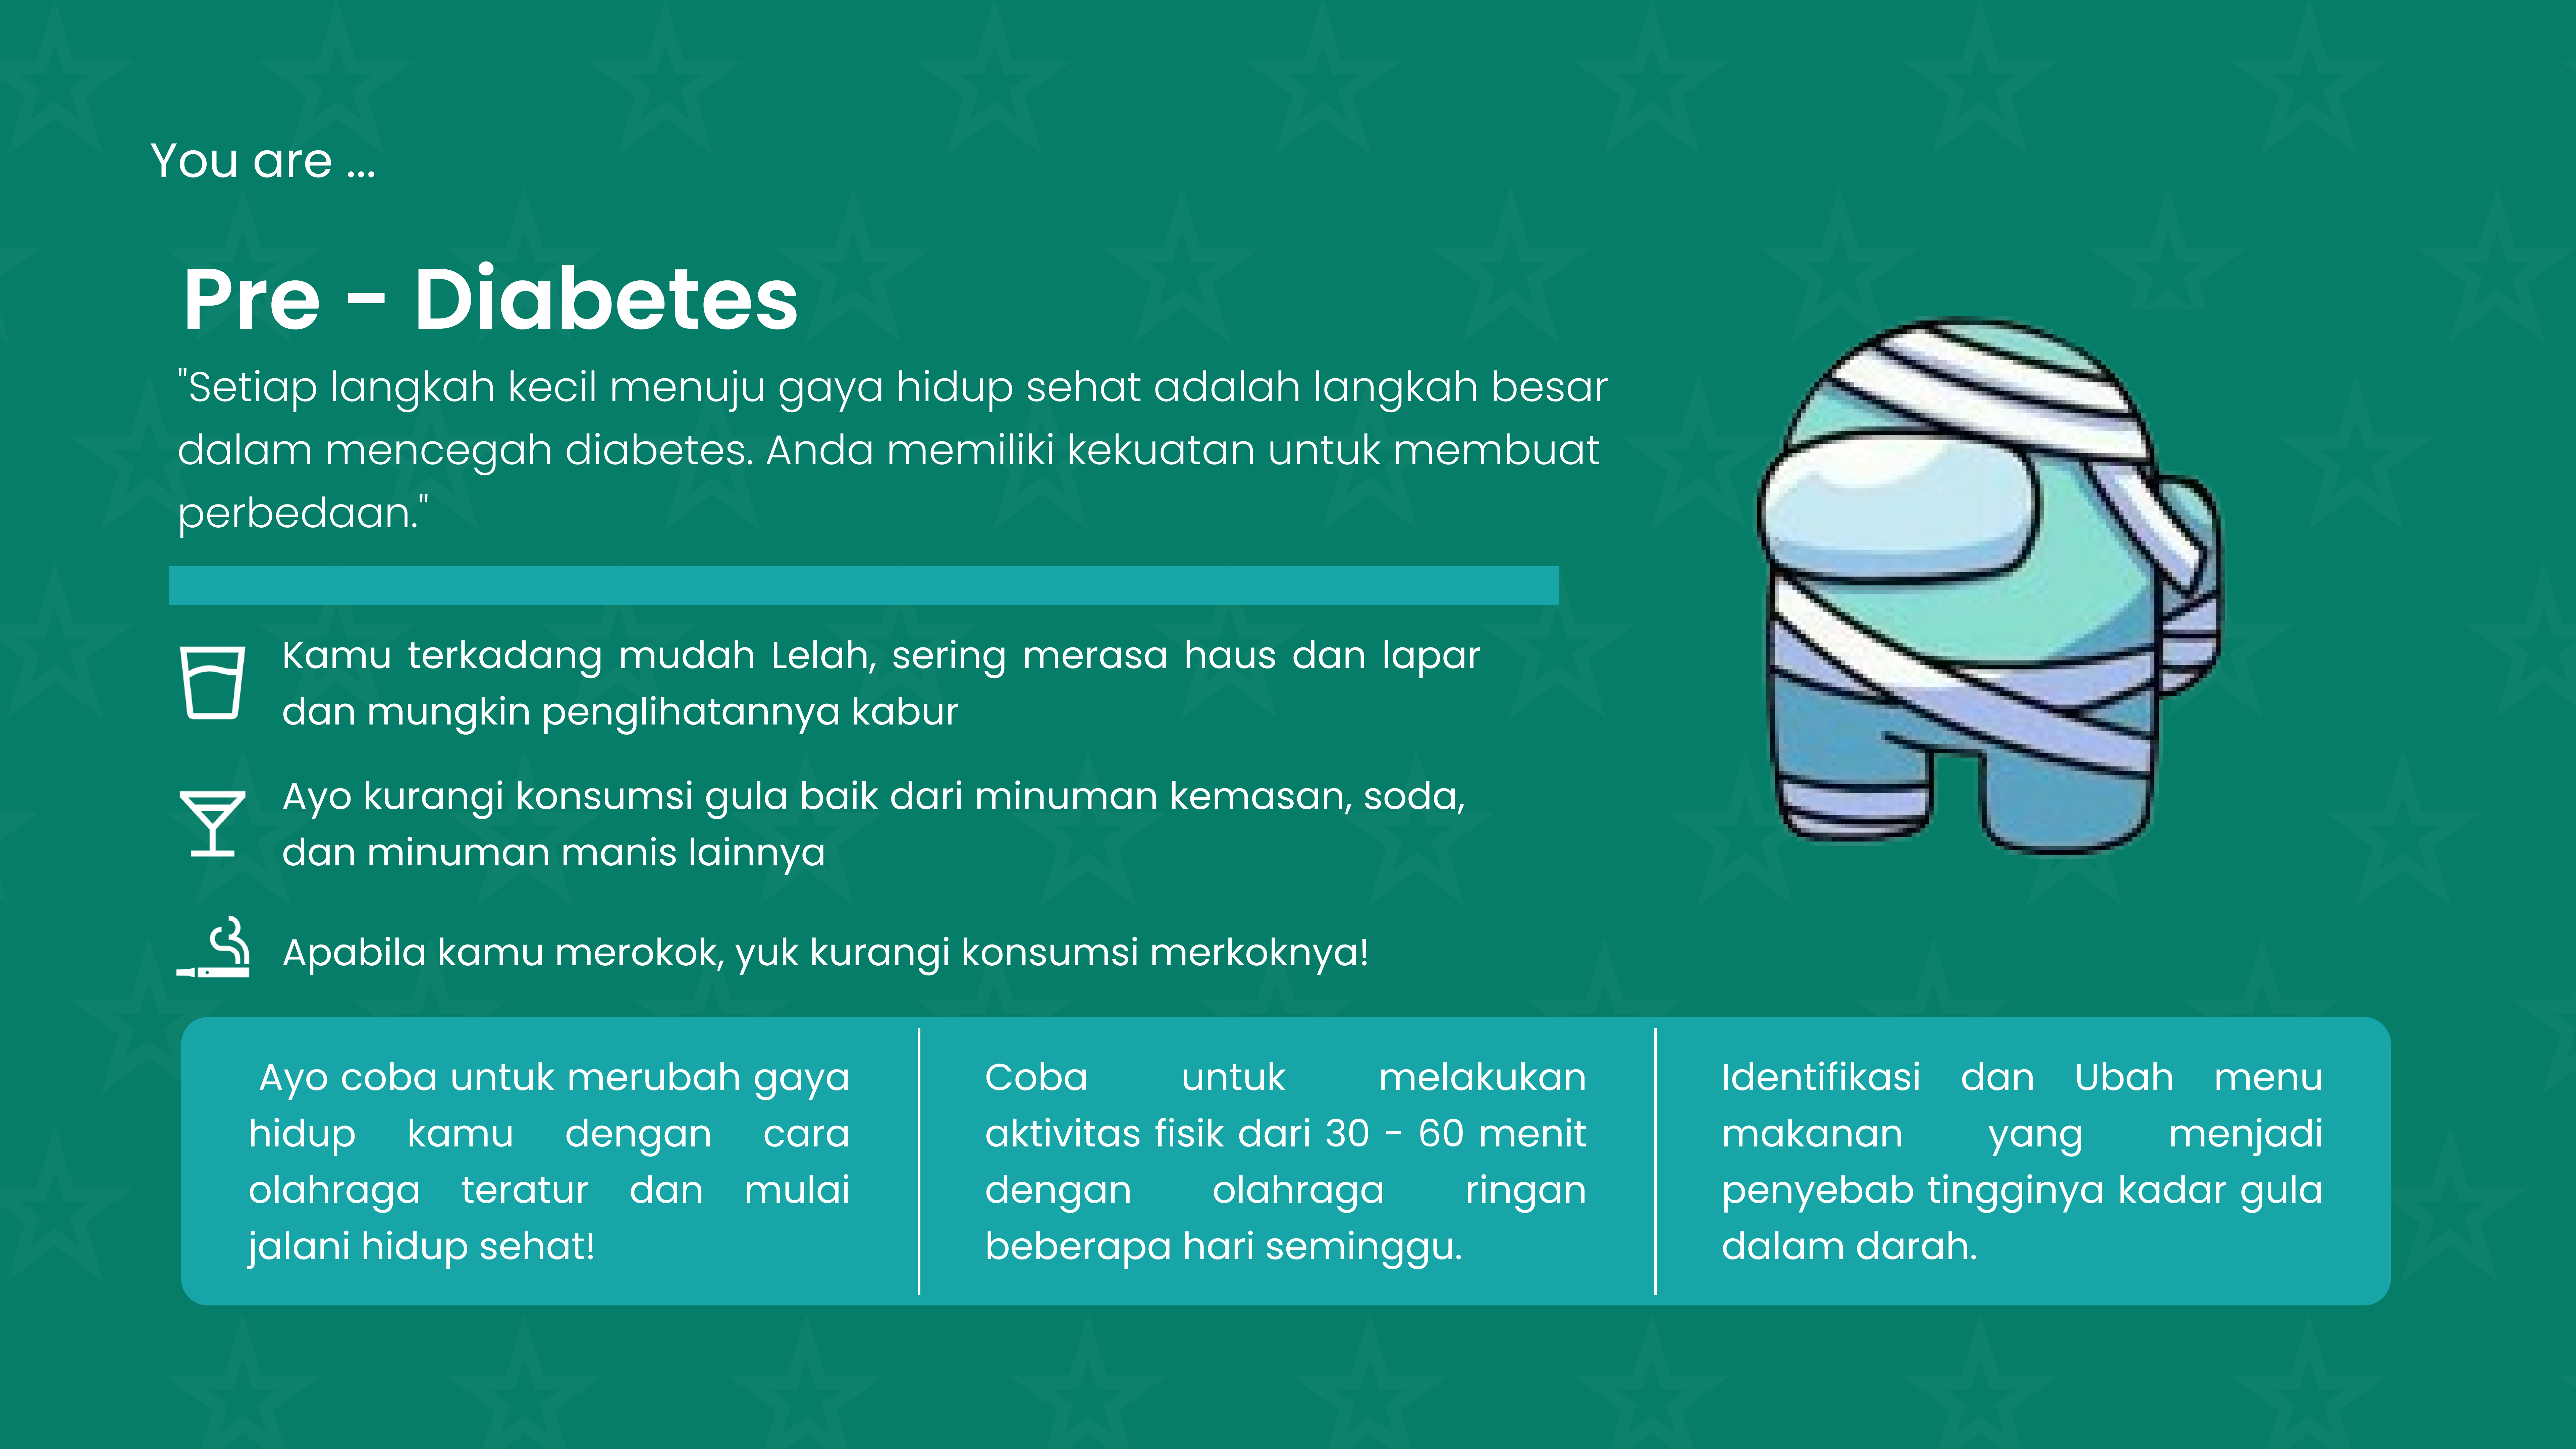 You are ...
Pre - Diabetes
"Setiap langkah kecil menuju gaya hidup sehat adalah langkah besar
dalam mencegah diabetes. Anda memiliki kekuatan untuk membuat
perbedaan."
Kamu terkadang mudah Lelah, sering merasa haus dan lapar
dan mungkin penglihatannya kabur
Ayo kurangi konsumsi gula baik dari minuman kemasan, soda,
dan minuman manis lainnya
Apabila kamu merokok, yuk kurangi konsumsi merkoknya!
Ayo coba untuk merubah gaya
hidup kamu dengan cara
olahraga teratur dan mulai
jalani hidup sehat!
Coba untuk melakukan
aktivitas fisik dari 30 - 60 menit
dengan olahraga ringan
beberapa hari seminggu.
Identifikasi dan Ubah menu
makanan yang menjadi
penyebab tingginya kadar gula
dalam darah.